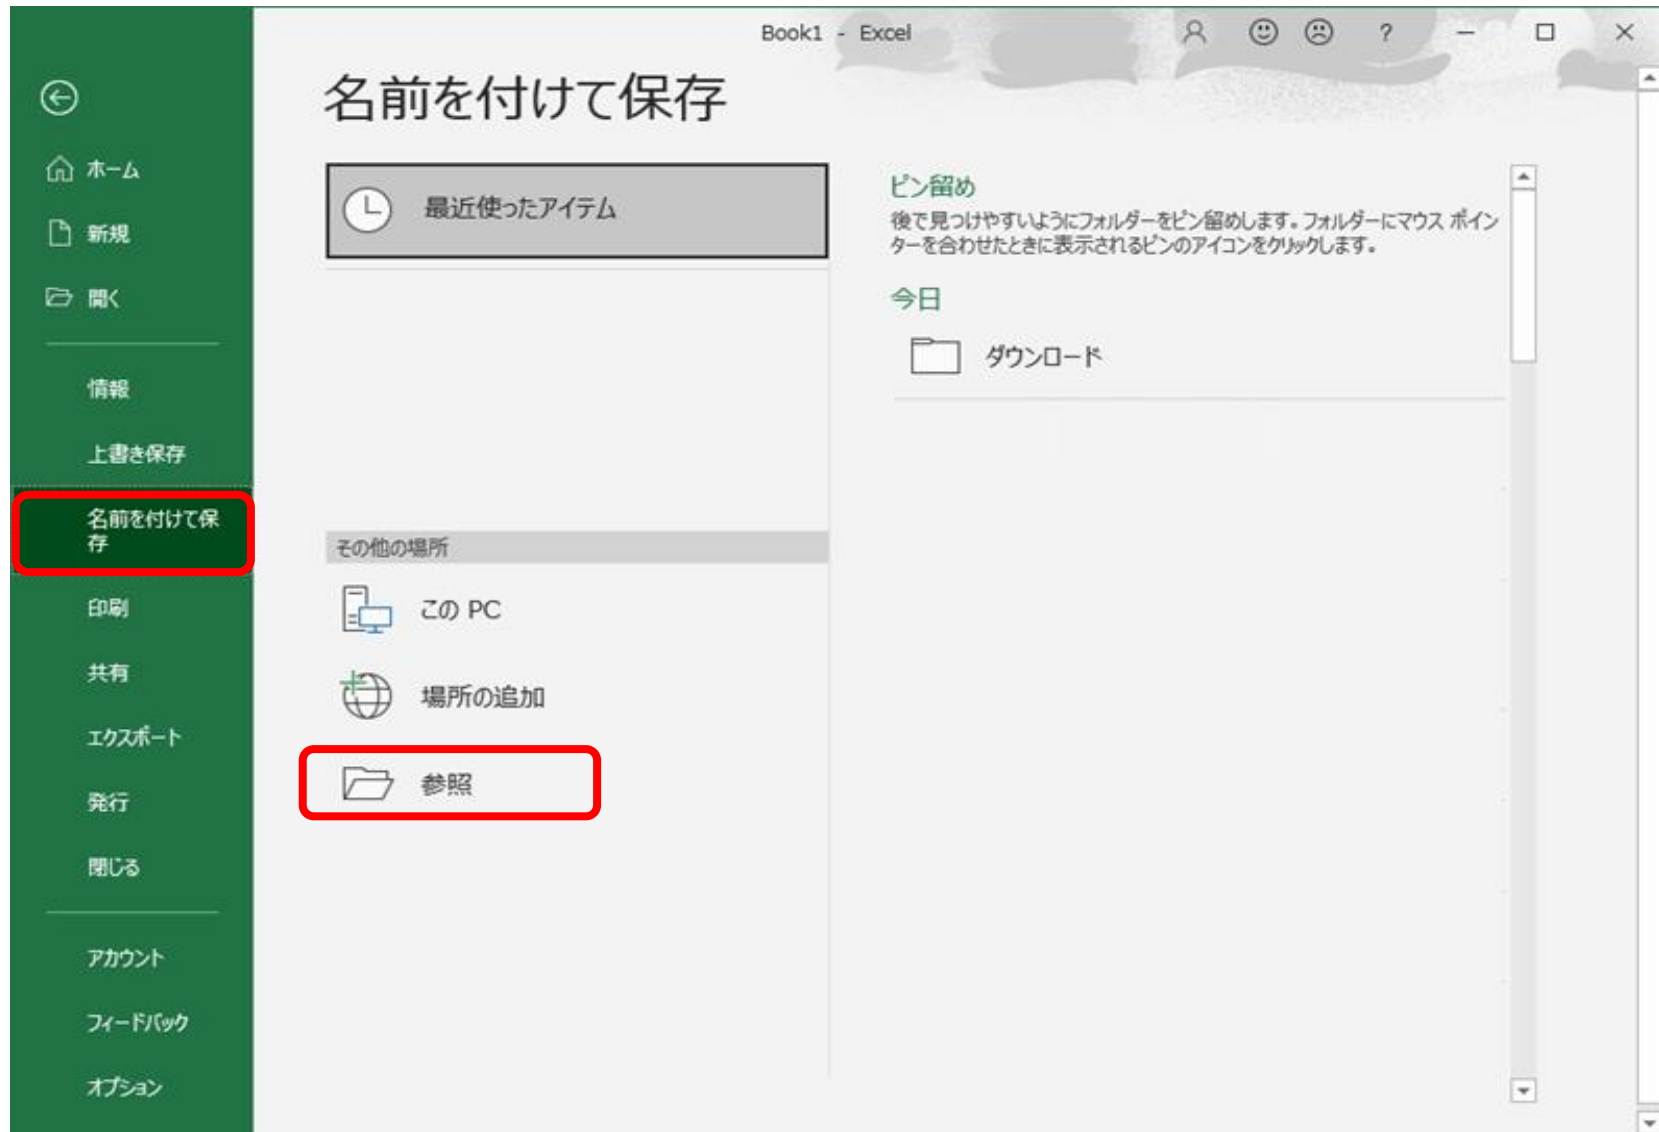 Book1 - Excel
?
名前を付けて保存
ホーム
新規
開く
情報
上書き保存
名前を付けて保
存
印刷
共有
エクスポート
発行
閉じる
アカウント
フィードバック
オプション
最近使ったアイテム
その他の場所
この PC
場所の追加
参照
ピン留め
後で見つけやすいようにフォルダーをピン留めします。フォルダーにマウス ポイン
ターを合わせたときに表示されるピンのアイコンをクリックします。
今日
ダウンロード